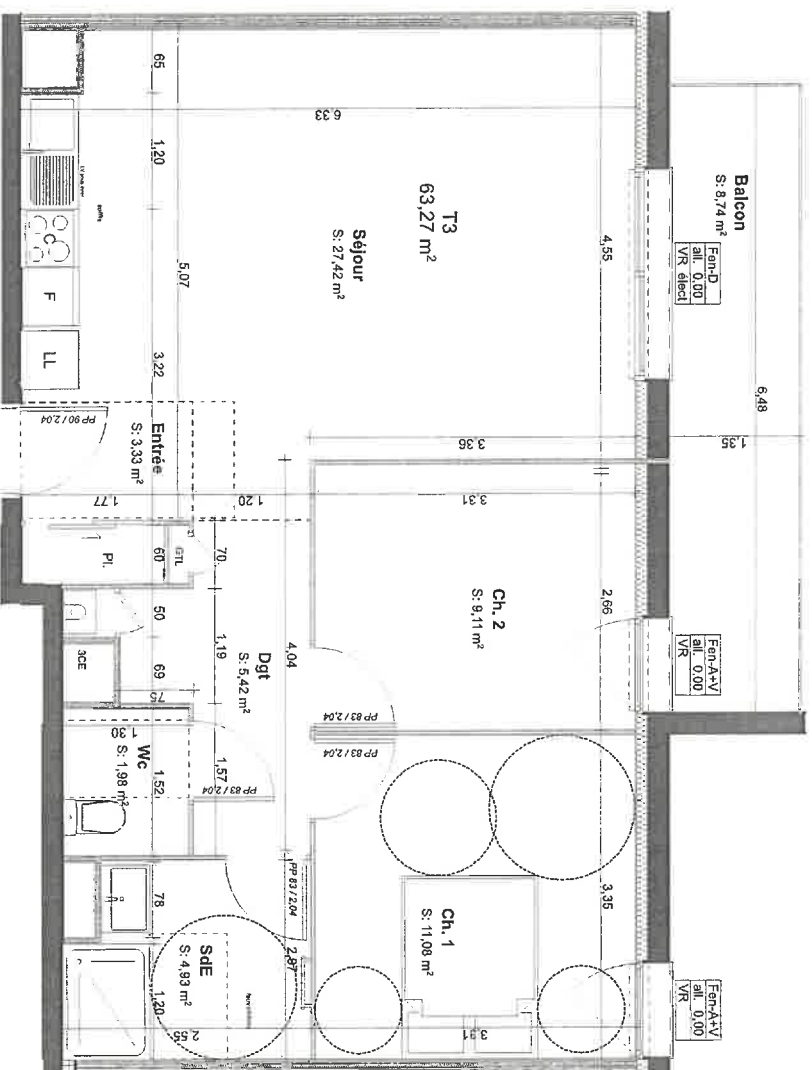 Balcon
S: 8,74 m²
Fen-D
all. 0,00
VR élect
6,48
1,35
Fen-A+V
all. 0,00
VR
Fen-A+V
all. 0,00
VR
4,55
2,66
3,35
6,33
T3
63,27 m²
Séjour
S: 27,42 m²
3,36
3,31
Ch. 2
S: 9,11 m²
Ch. 1
S: 11,08 m²
3,31
PP 83 / 2,04
PP 83 / 2,04
5,07
65
1,20
3,22
C
F
LL
Entrée
S: 3,33 m²
PP 90 / 2,04
1,77
1,20
4,04
2,87
Dgt
S: 5,42 m²
70
1,19
1,57
GTL
Pl.
60
50
69
75
3CE
PP 83 / 2,04
PP 83 / 2,04
1,30
Wc
S: 1,98 m²
1,52
78
1,20
SdE
S: 4,93 m²
2,55